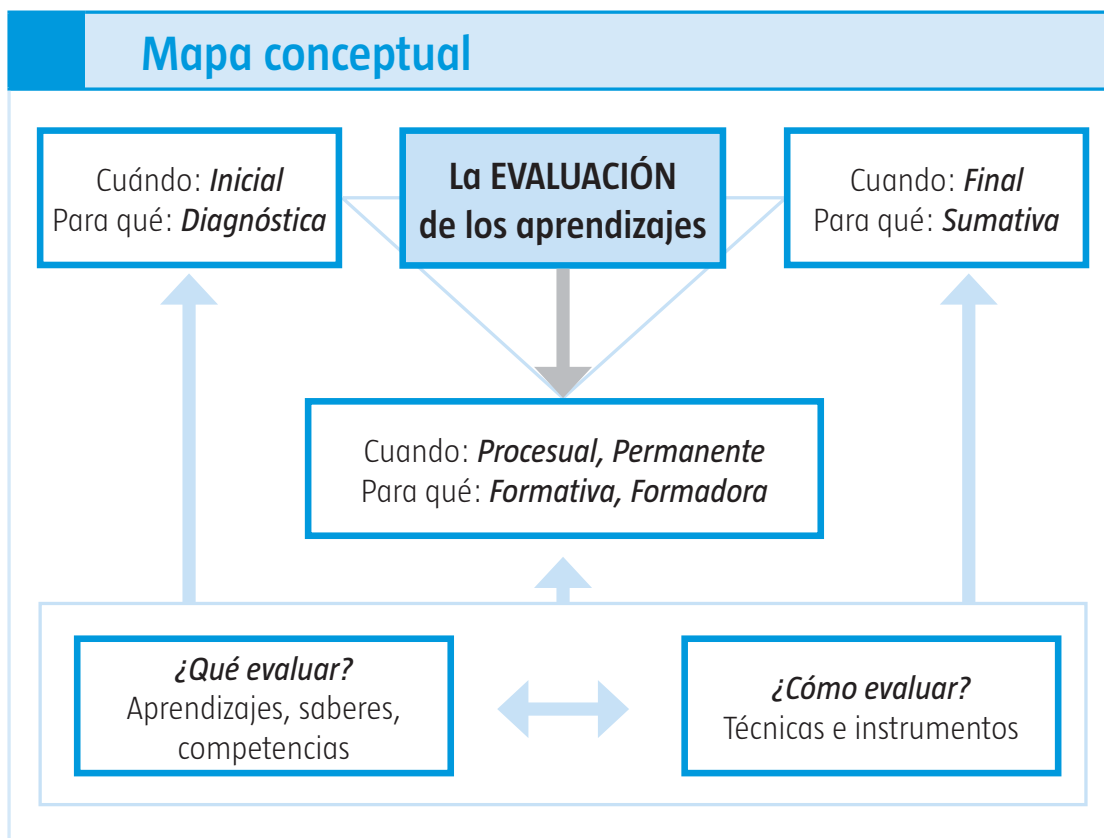 Mapa conceptual
Cuándo: Inicial
Para qué: Diagnóstica
La EVALUACIÓN
de los aprendizajes
Cuando: Final
Para qué: Sumativa
Cuando: Procesual, Permanente
Para qué: Formativa, Formadora
¿Qué evaluar?
Aprendizajes, saberes,
competencias
¿Cómo evaluar?
Técnicas e instrumentos